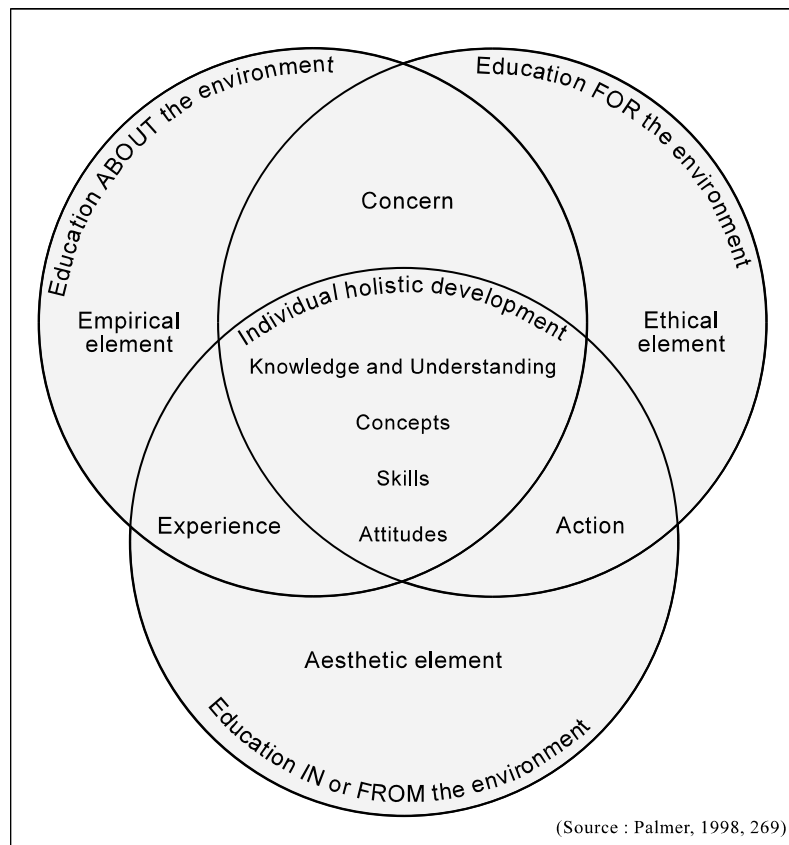 Education ABOUT the environment
Education FOR the environment
Concern
Individual holistic development
Empirical
element
Ethical
element
Knowledge and Understanding
Concepts
Skills
Experience
Attitudes
Action
Aesthetic element
Education IN or FROM the environment
(Source : Palmer, 1998, 269)